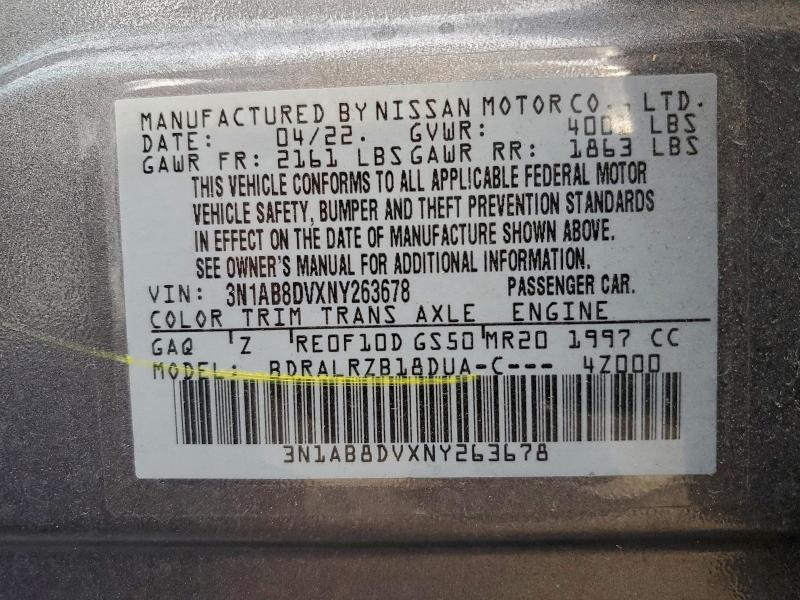 MANUFACTURED BY NISSAN MOTOR CO., LTD.
DATE: 04/22. GVWR: LBS
GAWR FR: 2161 LBS GAWR RR: 1863 LBS
THIS VEHICLE CONFORMS TO ALL APPLICABLE FEDERAL MOTOR
VEHICLE SAFETY, BUMPER AND THEFT PREVENTION STANDARDS
IN EFFECT ON THE DATE OF MANUFACTURE SHOWN ABOVE.
SEE OWNER'S MANUAL FOR ADDITIONAL INFORMATION.
VIN: 3N1AB8DVXNY263678 PASSENGER CAR.
COLOR TRIM TRANS AXLE ENGINE
GAQ Z RE0F10D GS50 MR20 1997 CC
MODEL: BDRALRZB18DUA-C--- 4Z000
3N1AB8DVXNY263678